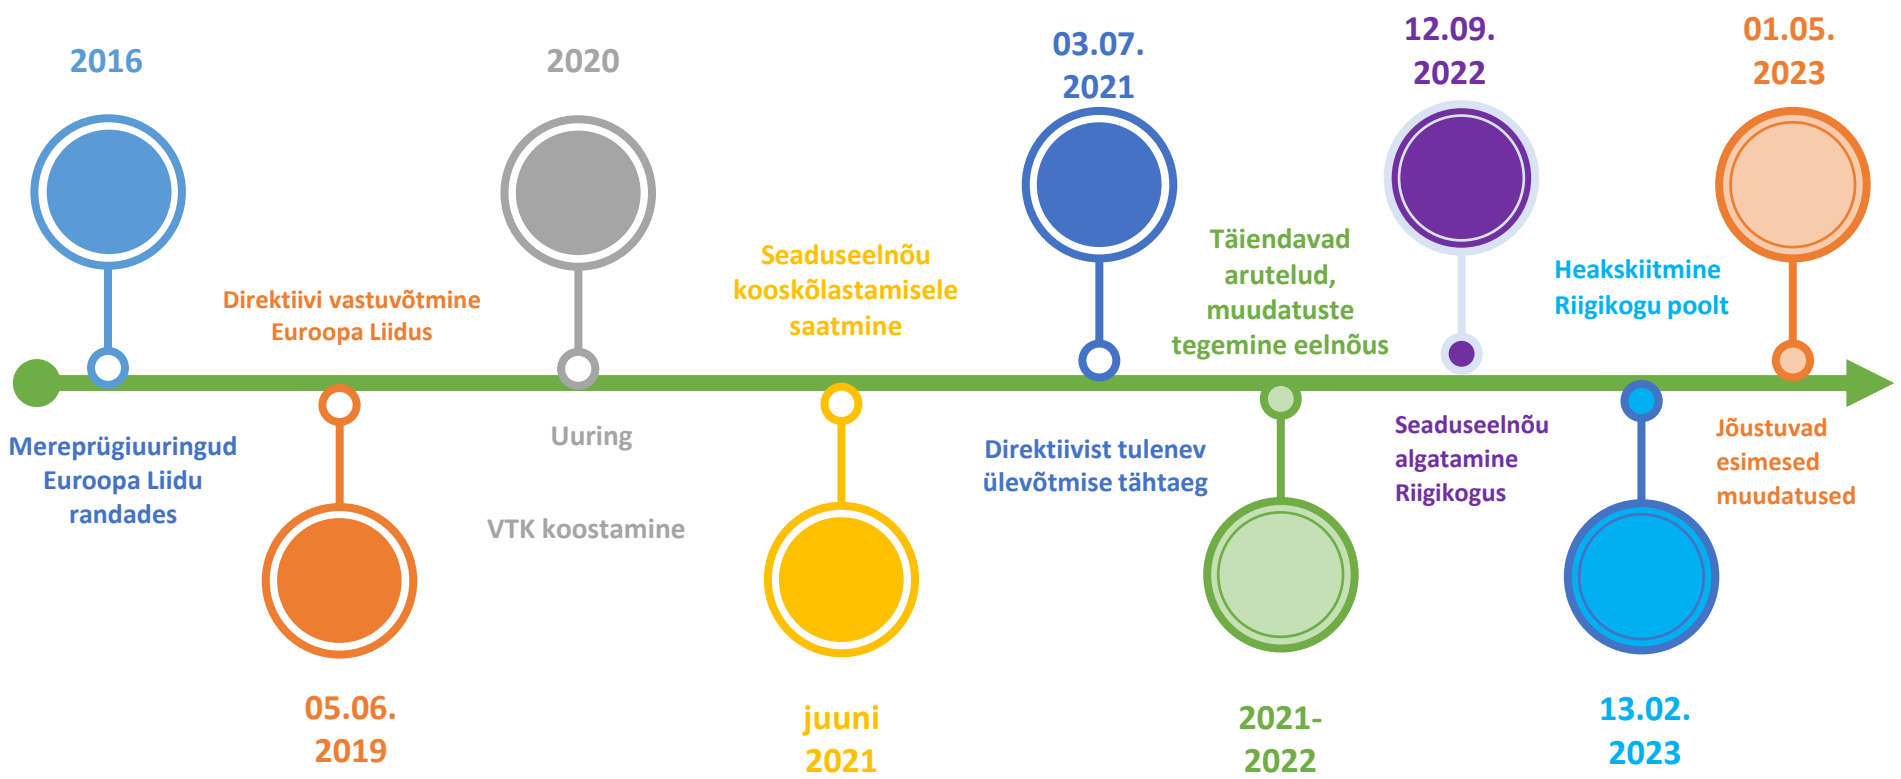 2016
Mereprügiuuringud
Euroopa Liidu
randades
Direktiivi vastuvõtmine
Euroopa Liidus
05.06.
2019
2020
Uuring
VTK koostamine
Seaduseelnõu
kooskõlastamisele
saatmine
juuni
2021
03.07.
2021
Direktiivist tulenev
ülevõtmise tähtaeg
Täiendavad
arutelud,
muudatuste
tegemine eelnõus
2021-
2022
12.09.
2022
Seaduseelnõu
algatamine
Riigikogus
Heakskiitmine
Riigikogu poolt
13.02.
2023
01.05.
2023
Jõustuvad
esimesed
muudatused